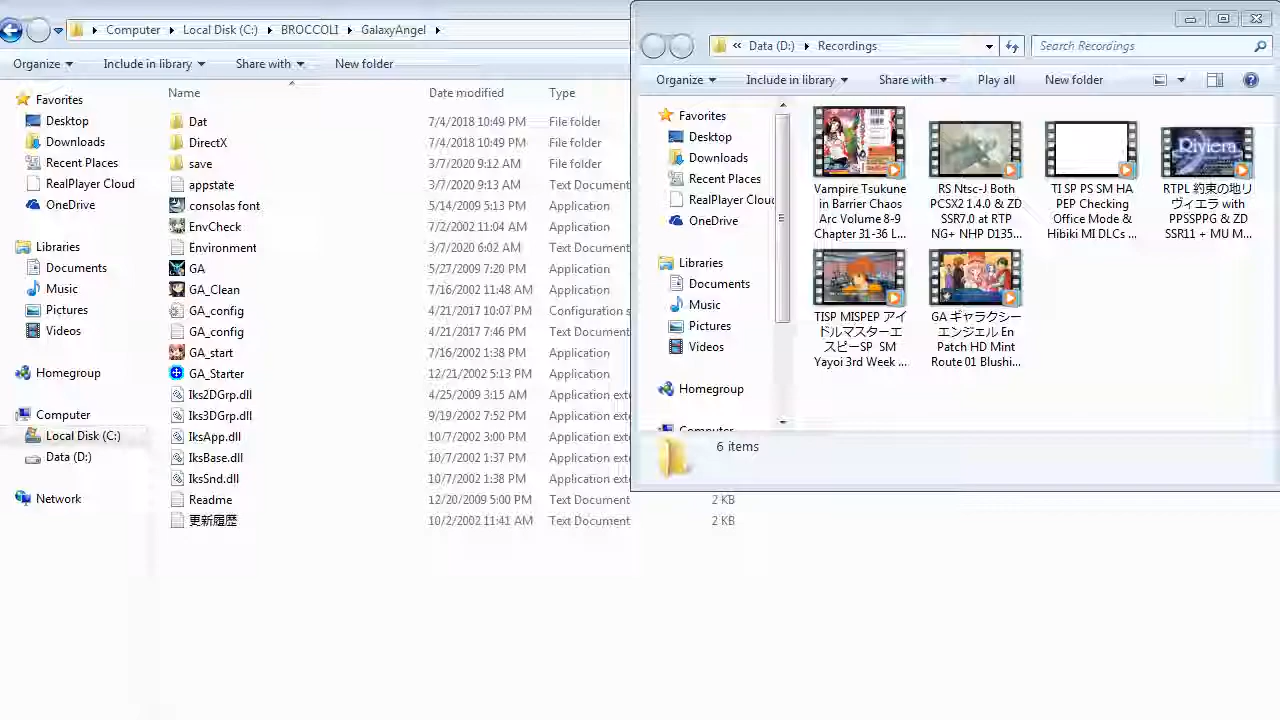 Computer Local Disk (C:) BROCCOLI GalaxyAngel
Organize Include in library Share with New folder
Favorites
Desktop
Downloads
Recent Places
RealPlayer Cloud
OneDrive
Libraries
Documents
Music
Pictures
Videos
Homegroup
Computer
Local Disk (C:)
Data (D:)
Network
Name Date modified Type
Dat 7/4/2018 10:49 PM File folder
DirectX 7/4/2018 10:49 PM File folder
save 3/7/2020 9:12 AM File folder
appstate 3/7/2020 9:13 AM Text Document
consolas font 5/14/2009 5:13 PM Application
EnvCheck 7/2/2002 11:04 AM Application
Environment 3/7/2020 6:02 AM Text Document
GA 5/27/2009 7:20 PM Application
GA_Clean 7/16/2002 11:48 AM Application
GA_config 4/21/2017 10:07 PM Configuration s
GA_config 4/21/2017 7:46 PM Text Document
GA_start 7/16/2002 1:38 PM Application
GA_Starter 12/21/2002 5:13 PM Application
Iks2DGrp.dll 4/25/2009 3:15 AM Application exte
Iks3DGrp.dll 9/19/2002 7:52 PM Application exte
IksApp.dll 10/7/2002 3:00 PM Application exte
IksBase.dll 10/7/2002 1:37 PM Application exte
IksSnd.dll 10/7/2002 1:38 PM Application exte
Readme 12/20/2009 5:00 PM Text Document 2 KB
更新履歴 10/2/2002 11:41 AM Text Document 2 KB
« Data (D:) Recordings Search Recordings
Organize Include in library Share with Play all New folder
Favorites
Desktop
Downloads
Recent Places
RealPlayer Cloud
OneDrive
Libraries
Documents
Music
Pictures
Videos
Homegroup
Computer
Vampire Tsukune
in Barrier Chaos
Arc Volume 8-9
Chapter 31-36 L...
RS Ntsc-J Both
PCSX2 1.4.0 & ZD
SSR7.0 at RTP
NG+ NHP D135...
TI SP PS SM HA
PEP Checking
Office Mode &
Hibiki MI DLCs ...
Riviera
RTPL 約束の地リ
ヴィエラ with
PPSSPPG & ZD
SSR11 + MU M...
TISP MISPEP アイ
ドルマスターエ
スピーSP SM
Yayoi 3rd Week ...
GA ギャラクシー
エンジェル En
Patch HD Mint
Route 01 Blushi...
6 items